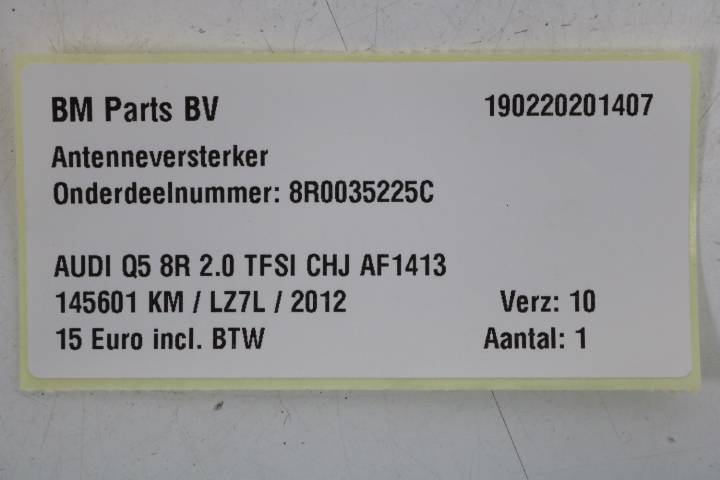 BM Parts BV 190220201407
Antenneversterker
Onderdeelnummer: 8R0035225C
AUDI Q5 8R 2.0 TFSI CHJ AF1413
145601 KM / LZ7L / 2012 Verz: 10
15 Euro incl. BTW Aantal: 1